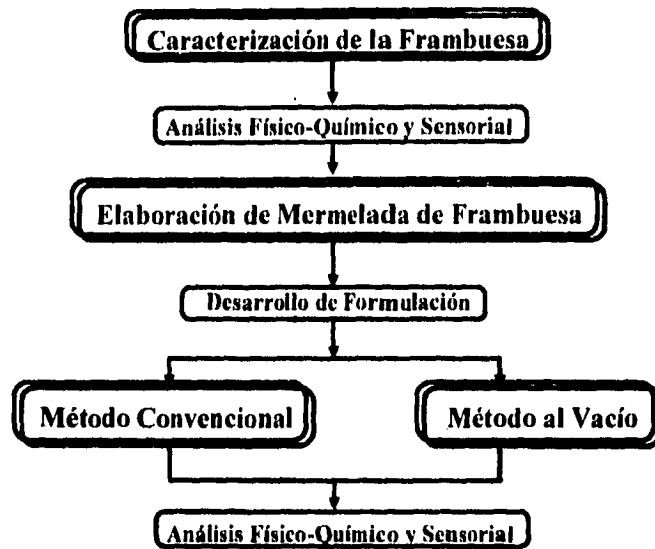 Caracterización de la Frambuesa
Análisis Físico-Químico y Sensorial
Elaboración de Mermelada de Frambuesa
Desarrollo de Formulación
Método Convencional
Método al Vacío
Análisis Físico-Químico y Sensorial